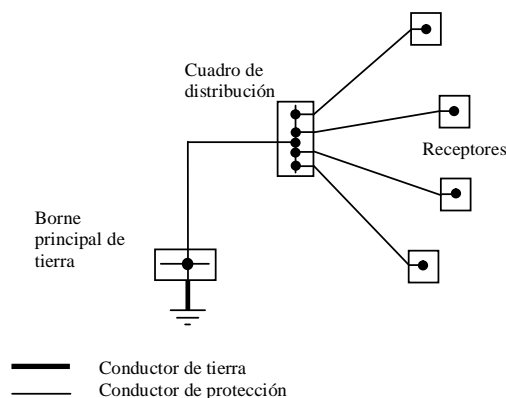 Cuadro de
distribución
Receptores
Borne
principal de
tierra
Conductor de tierra
Conductor de protección